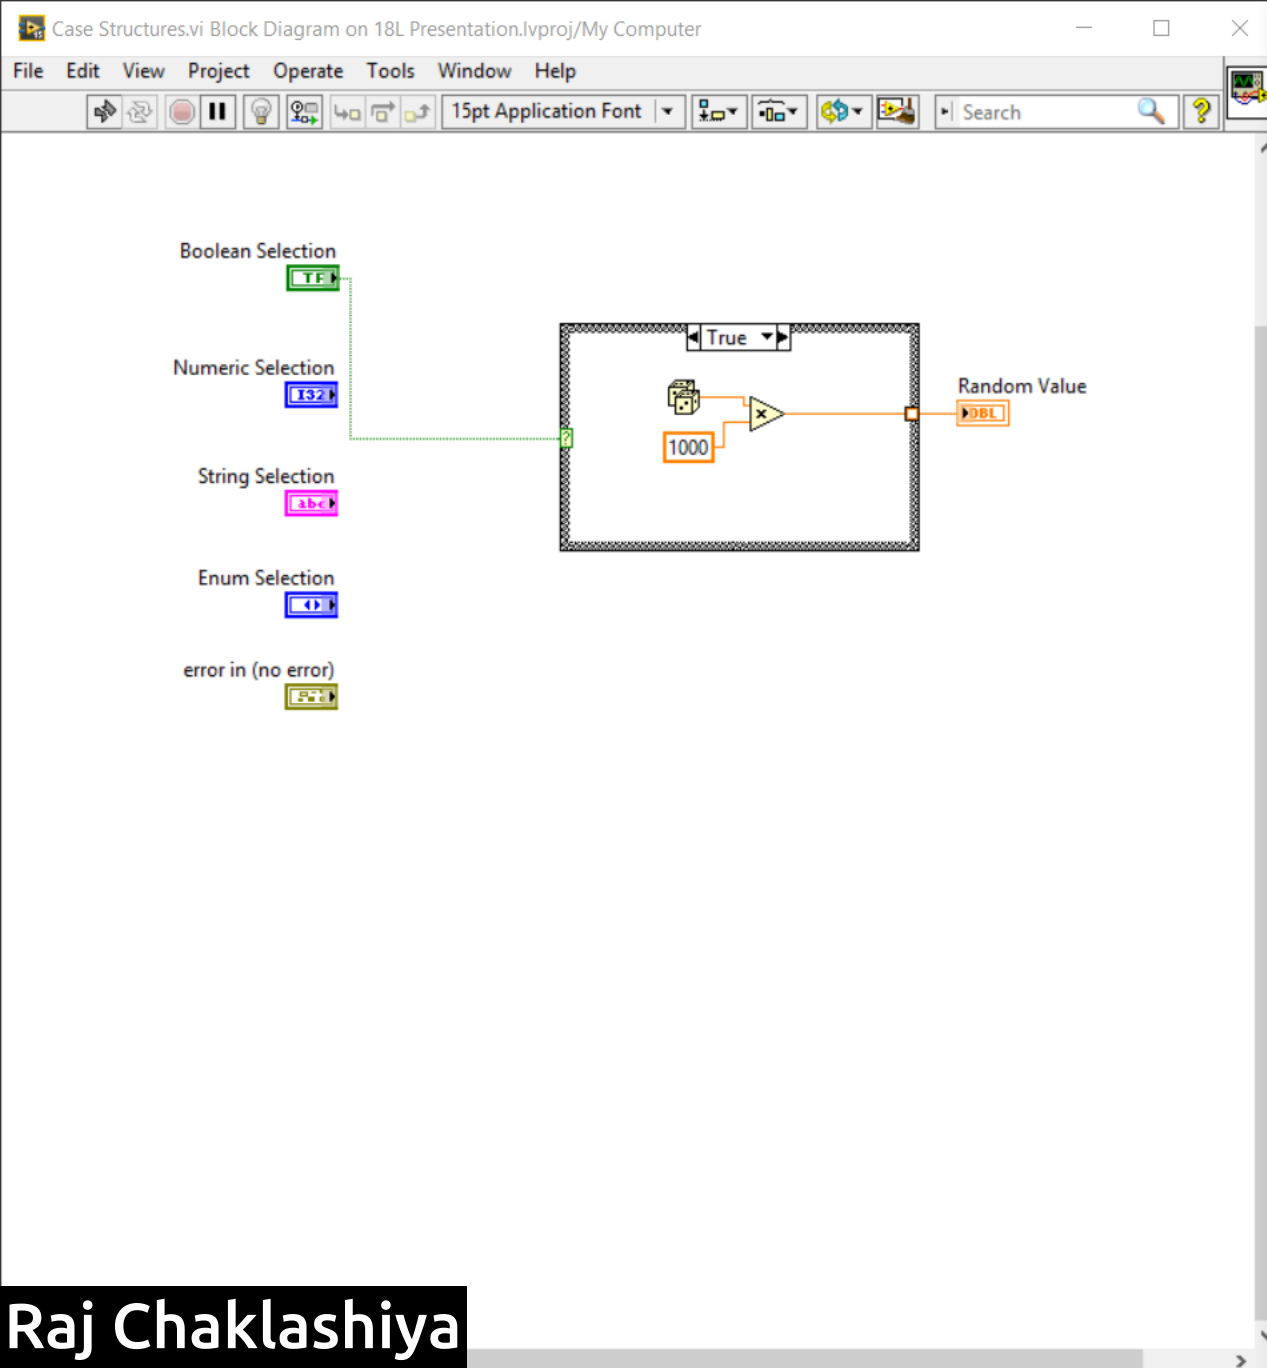 Case Structures.vi Block Diagram on 18L Presentation.lvproj/My Computer
File Edit View Project Operate Tools Window Help
15pt Application Font
Search
?
Boolean Selection
TF
True
Numeric Selection
I32
Random Value
DBL
×
?
1000
String Selection
abc
Enum Selection
error in (no error)
Raj Chaklashiya